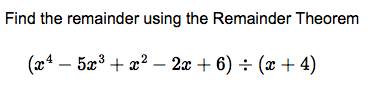 Find the remainder using the Remainder Theorem
(x⁴ − 5x³ + x² − 2x + 6) ÷ (x + 4)